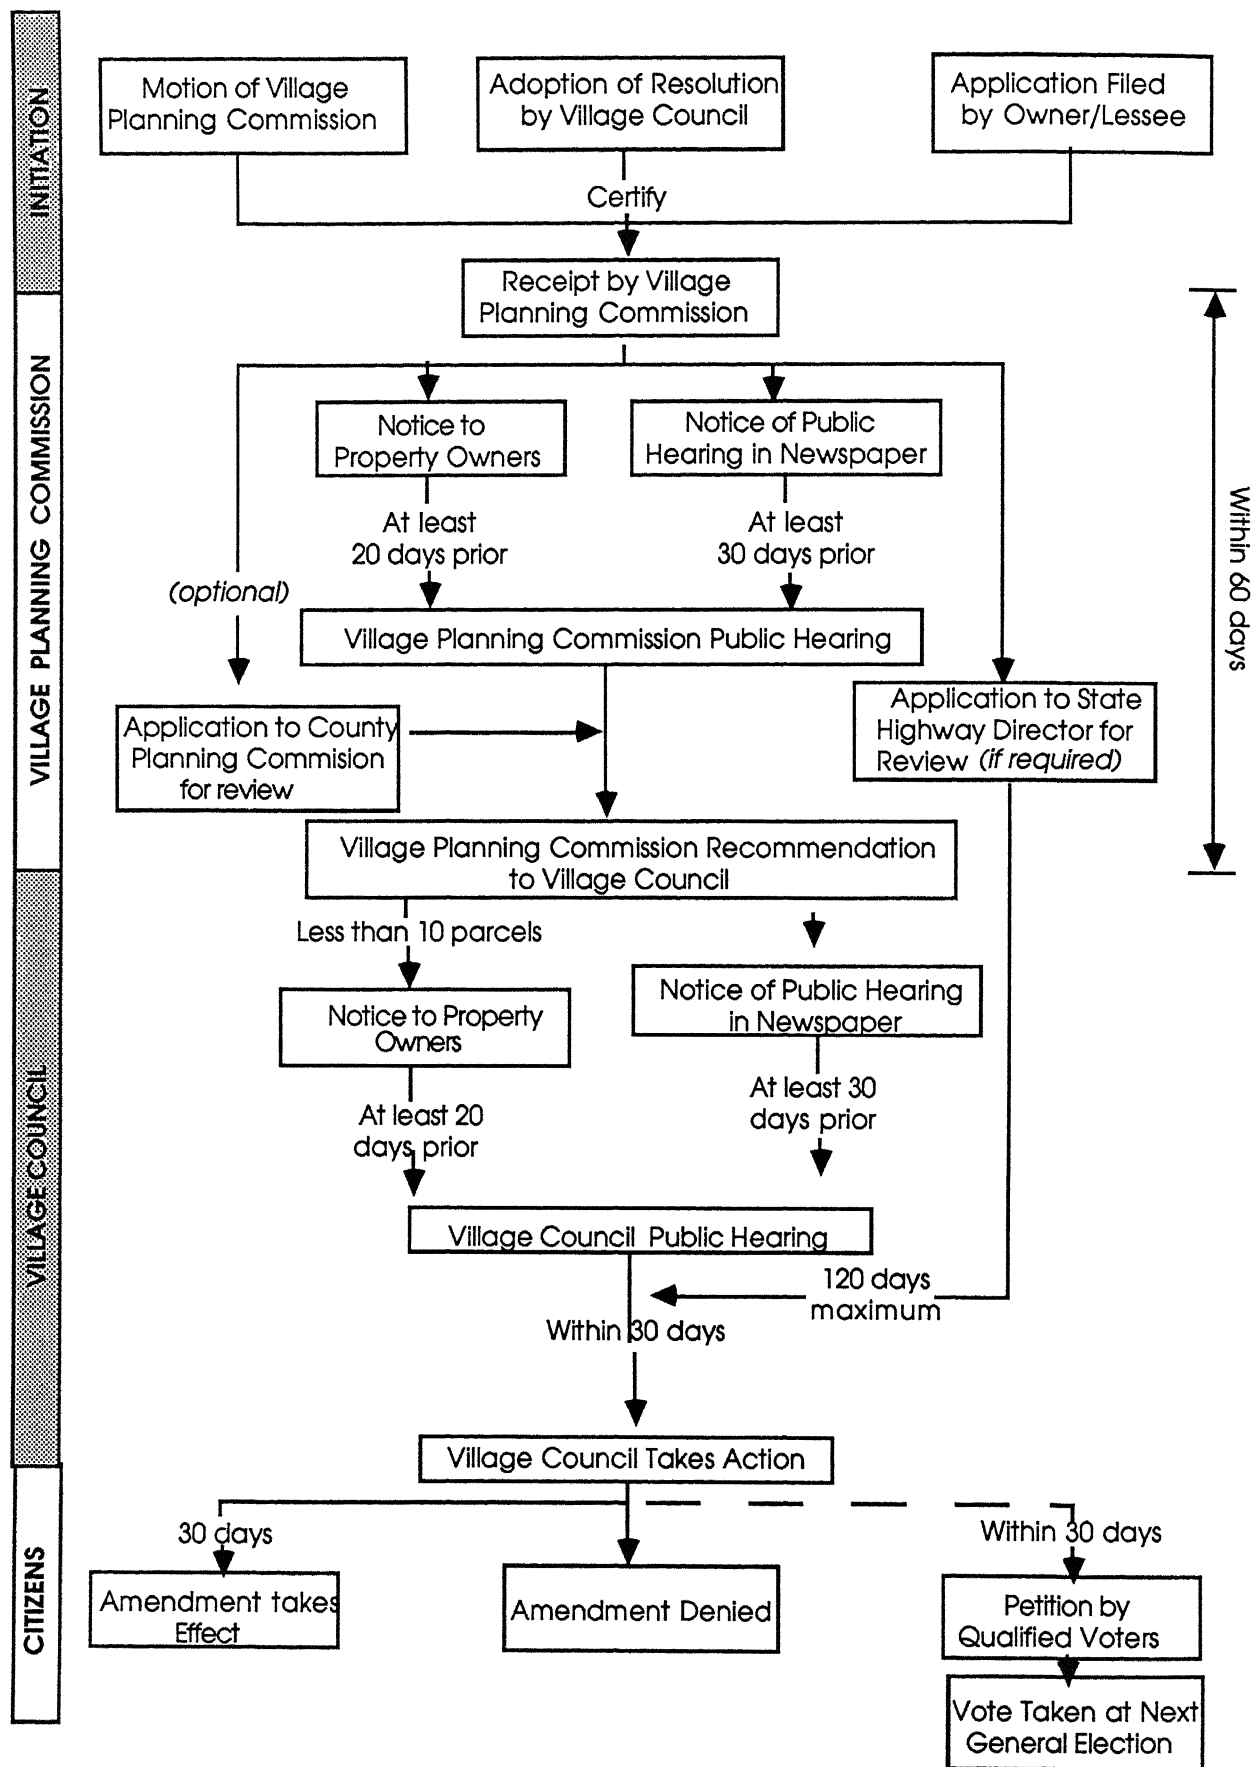 INITIATION
Motion of Village
Planning Commission
Adoption of Resolution
by Village Council
Application Filed
by Owner/Lessee
Certify
Receipt by Village
Planning Commission
VILLAGE PLANNING COMMISSION
Within 60 days
Notice to
Property Owners
Notice of Public
Hearing in Newspaper
At least
20 days prior
At least
30 days prior
(optional)
Village Planning Commission Public Hearing
Application to County
Planning Commision
for review
Application to State
Highway Director for
Review (if required)
Village Planning Commission Recommendation
to Village Council
VILLAGE COUNCIL
Less than 10 parcels
Notice to Property
Owners
Notice of Public Hearing
in Newspaper
At least 20
days prior
At least 30
days prior
Village Council Public Hearing
120 days
maximum
Within 30 days
Village Council Takes Action
CITIZENS
30 days
Within 30 days
Amendment takes
Effect
Amendment Denied
Petition by
Qualified Voters
Vote Taken at Next
General Election